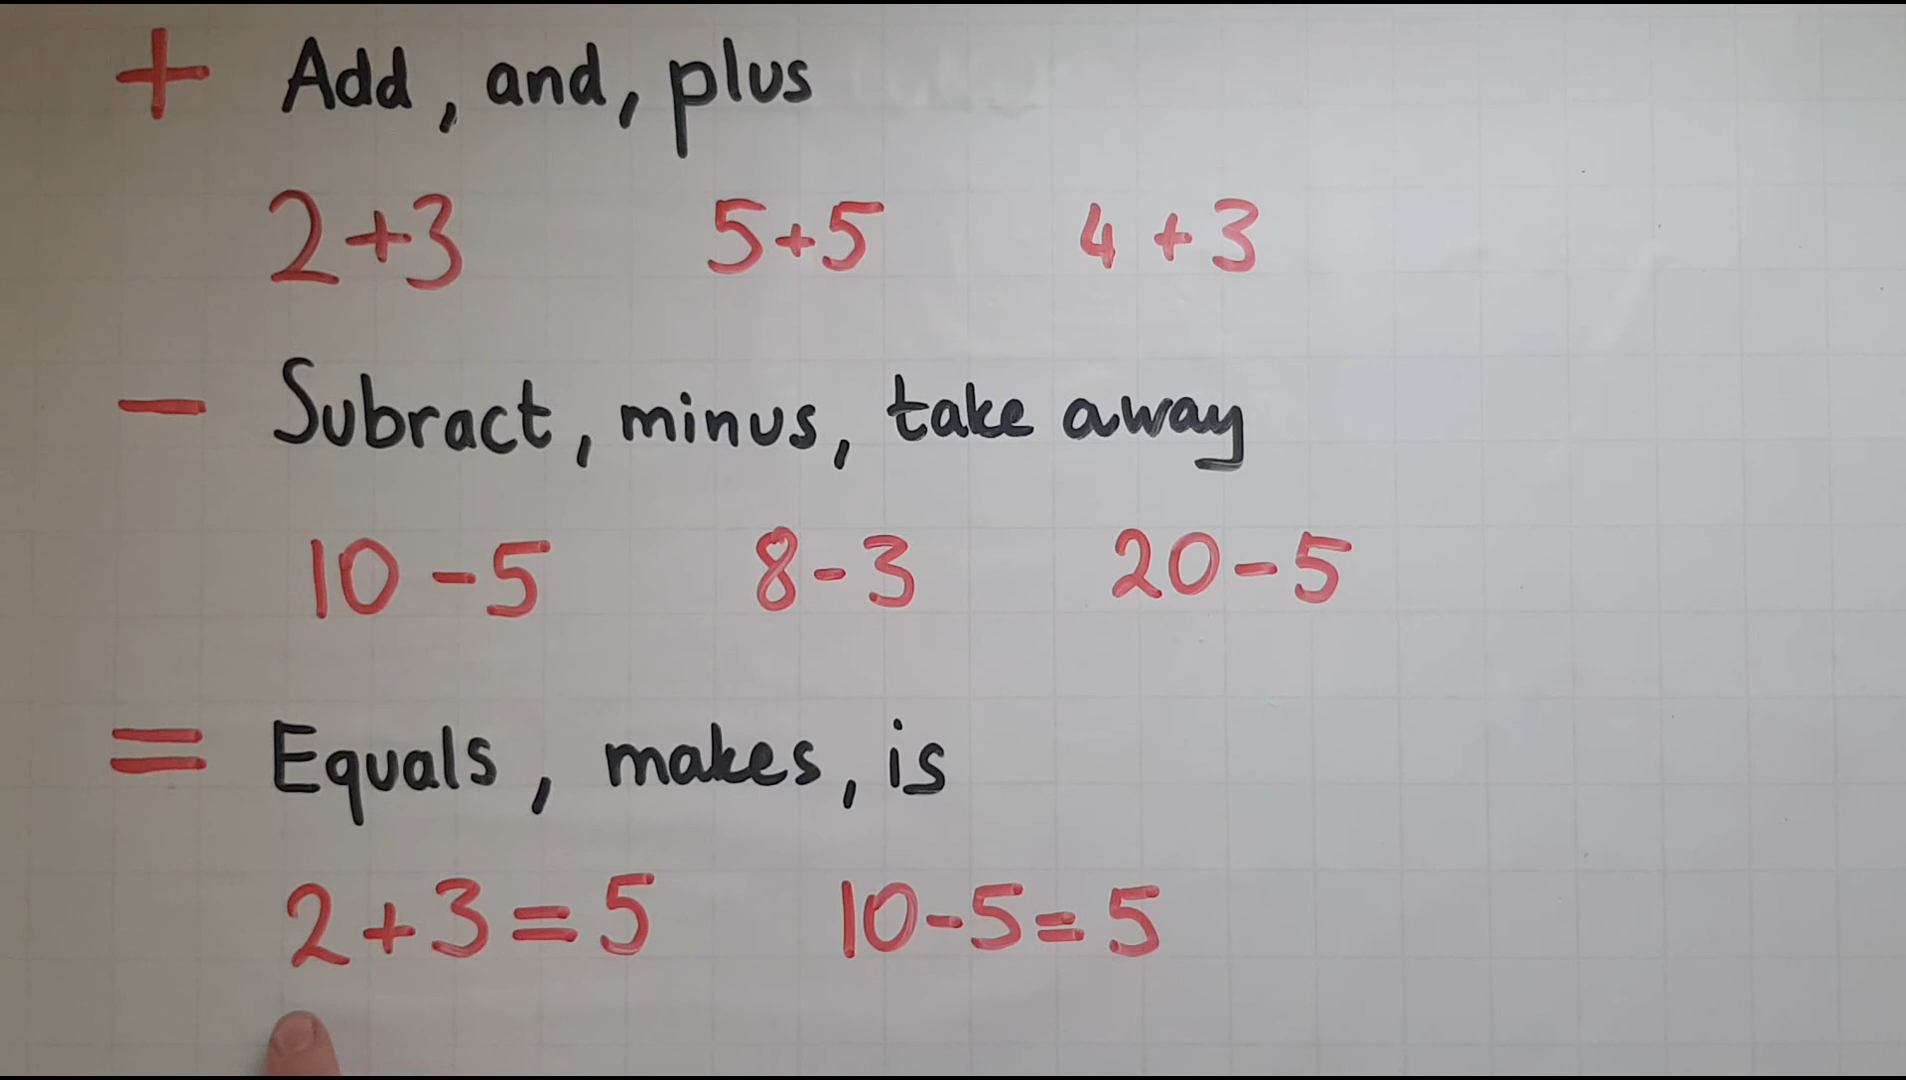 + Add, and, plus
2+3 5+5 4+3
− Subract, minus, take away
10-5 8-3 20-5
= Equals, makes, is
2+3=5 10-5=5